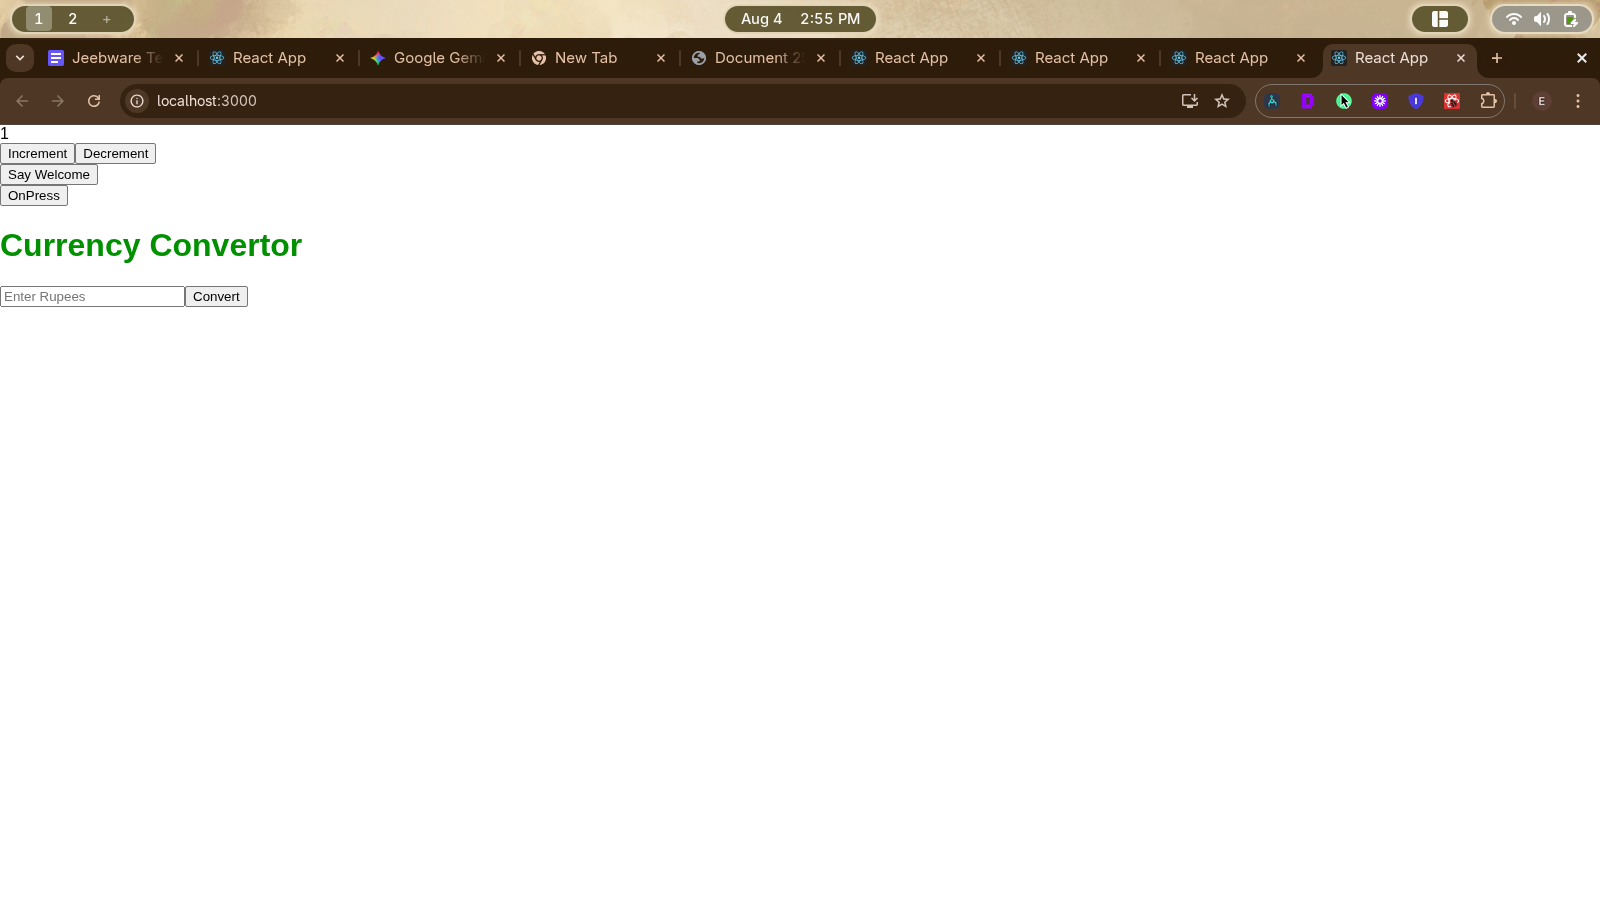 1 2 + Aug 4 2:55 PM
Jeebware Te React App Google Gem New Tab Document 2 React App React App React App React App
localhost:3000 E
1
Increment Decrement
Say Welcome
OnPress
Currency Convertor
Enter Rupees Convert